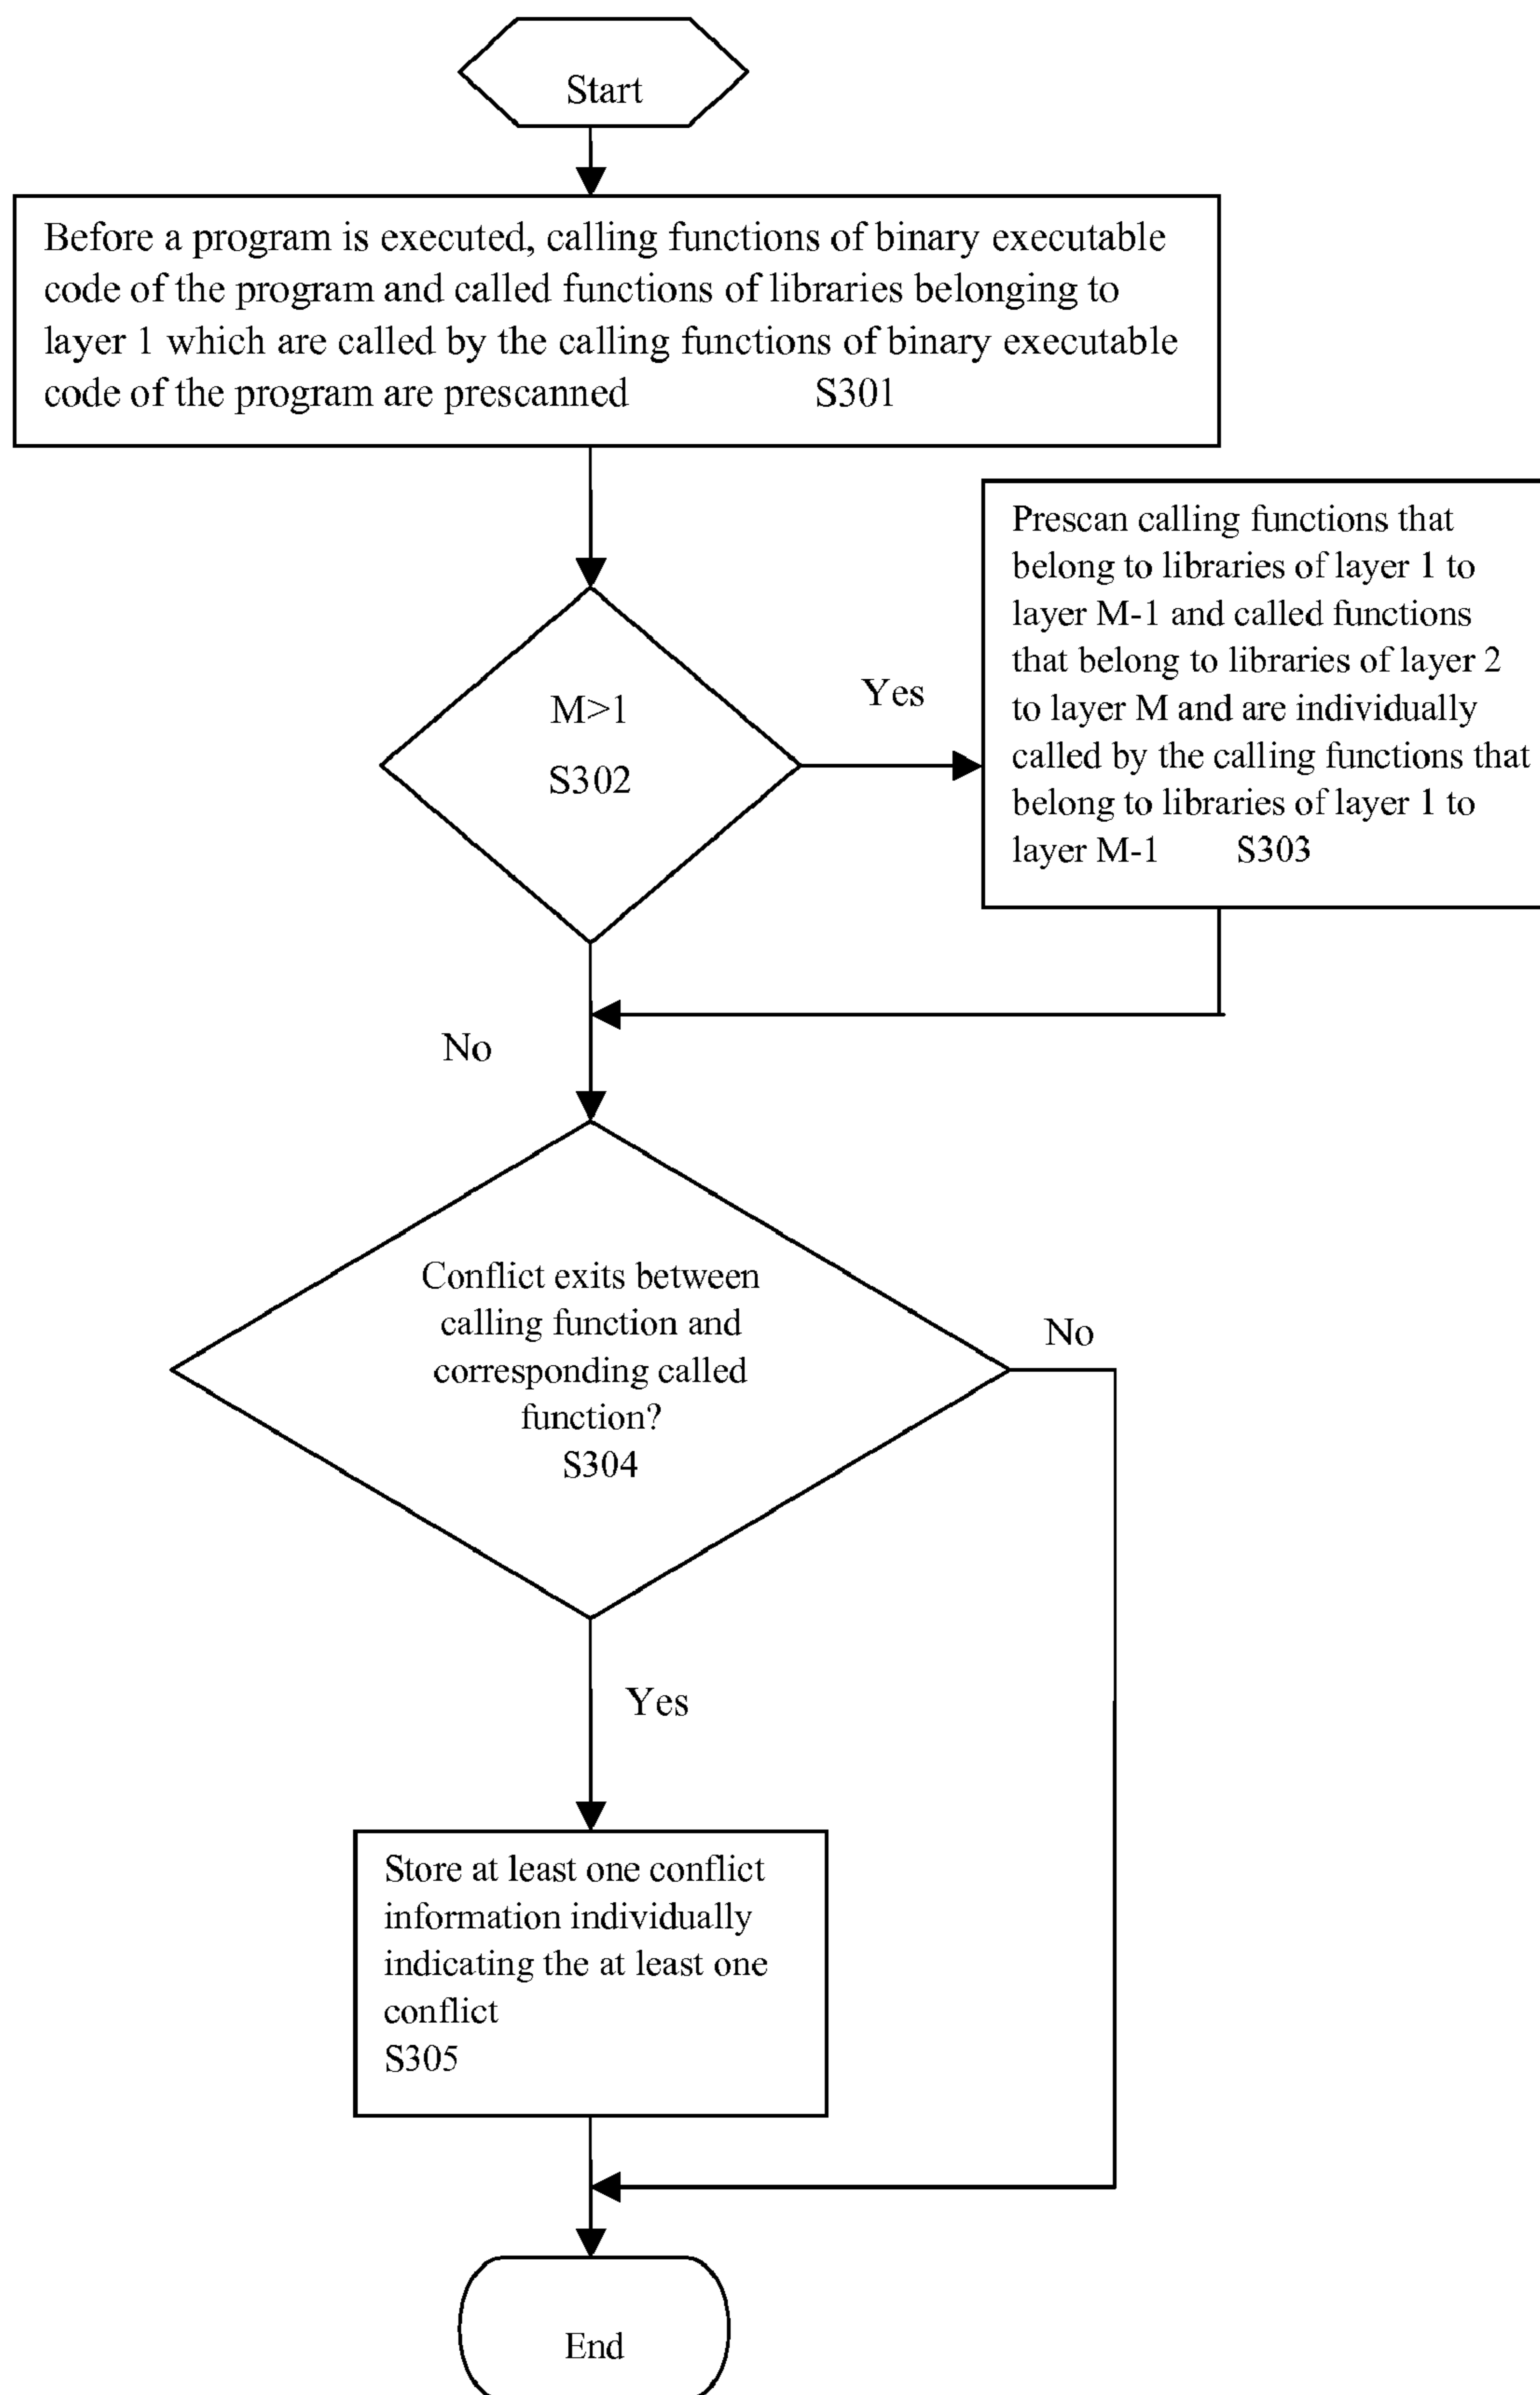 Start
Before a program is executed, calling functions of binary executable
code of the program and called functions of libraries belonging to
layer 1 which are called by the calling functions of binary executable
code of the program are prescanned S301
Prescan calling functions that
belong to libraries of layer 1 to
layer M-1 and called functions
that belong to libraries of layer 2
to layer M and are individually
called by the calling functions that
belong to libraries of layer 1 to
layer M-1 S303
M>1
S302
Yes
No
Conflict exits between
calling function and
corresponding called
function?
S304
No
Yes
Store at least one conflict
information individually
indicating the at least one
conflict
S305
End